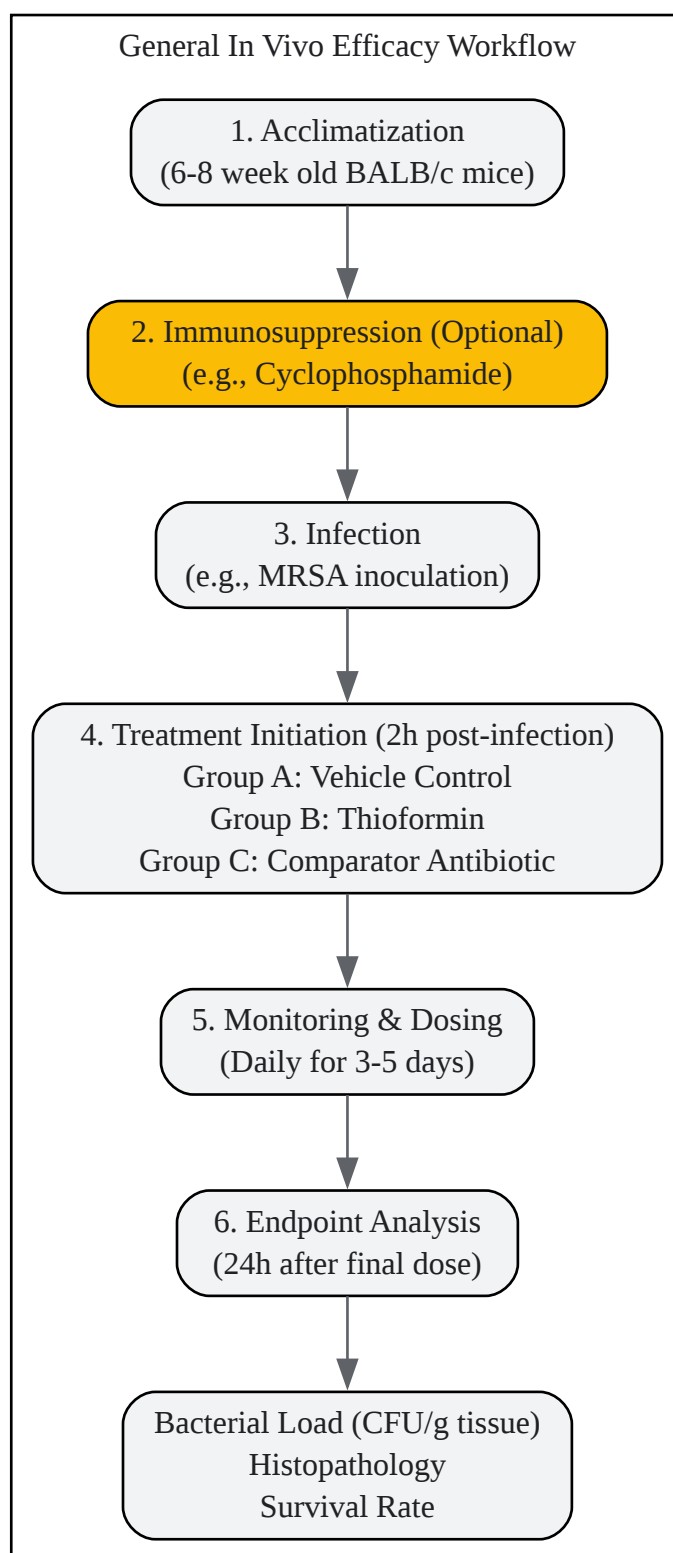 General In Vivo Efficacy Workflow
1. Acclimatization
(6-8 week old BALB/c mice)
2. Immunosuppression (Optional)
(e.g., Cyclophosphamide)
3. Infection
(e.g., MRSA inoculation)
4. Treatment Initiation (2h post-infection)
Group A: Vehicle Control
Group B: Thioformin
Group C: Comparator Antibiotic
5. Monitoring & Dosing
(Daily for 3-5 days)
6. Endpoint Analysis
(24h after final dose)
Bacterial Load (CFU/g tissue)
Histopathology
Survival Rate